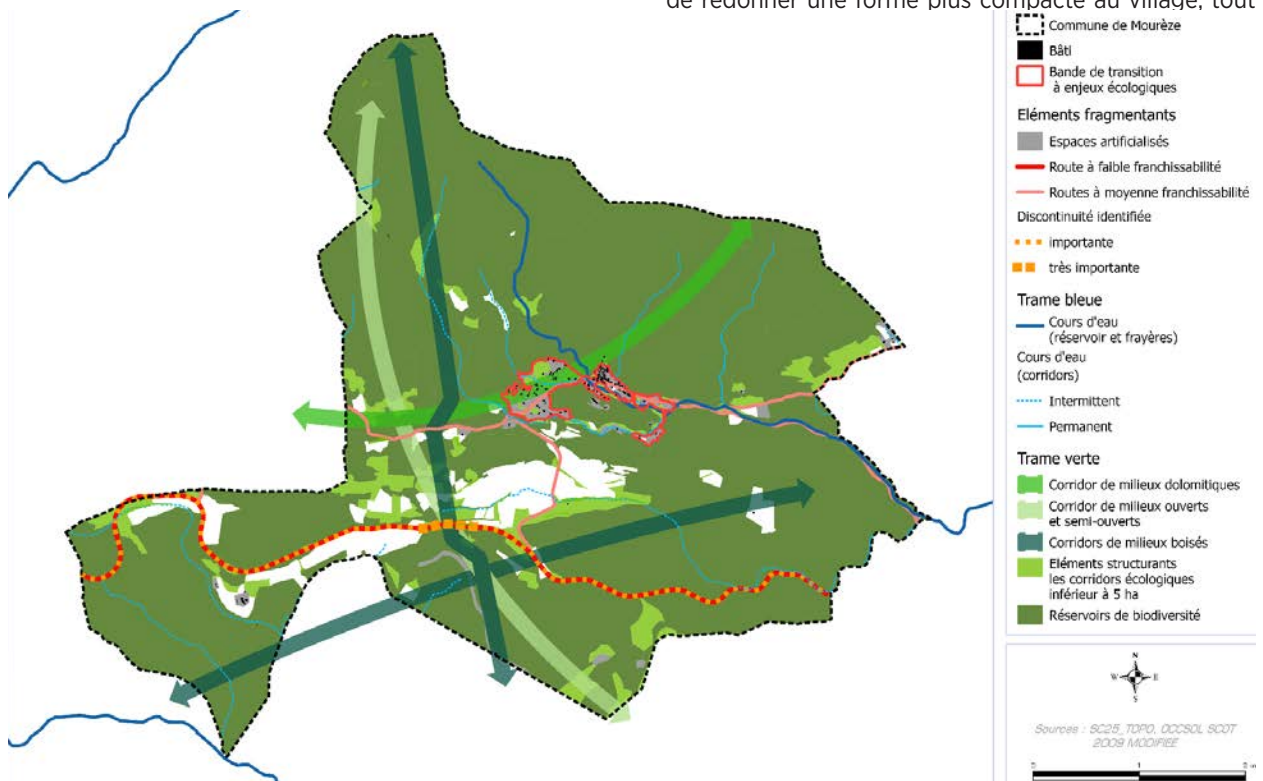 de redonner une forme plus compacte au village, tout
Commune de Mourèze
Bâti
Bande de transition
à enjeux écologiques
Eléments fragmentants
Espaces artificialisés
Route à faible franchissabilité
Routes à moyenne franchissabilité
Discontinuité identifiée
importante
très importante
Trame bleue
Cours d'eau
(réservoir et frayères)
Cours d'eau
(corridors)
Intermittent
Permanent
Trame verte
Corridor de milieux dolomitiques
Corridor de milieux ouverts
et semi-ouverts
Corridors de milieux boisés
Eléments structurants
les corridors écologiques
inférieur à 5 ha
Réservoirs de biodiversité
N
W E
S
Sources : SC25_TOPO, OCCSOL SCOT
2009 MODIFIEE
0 1 2